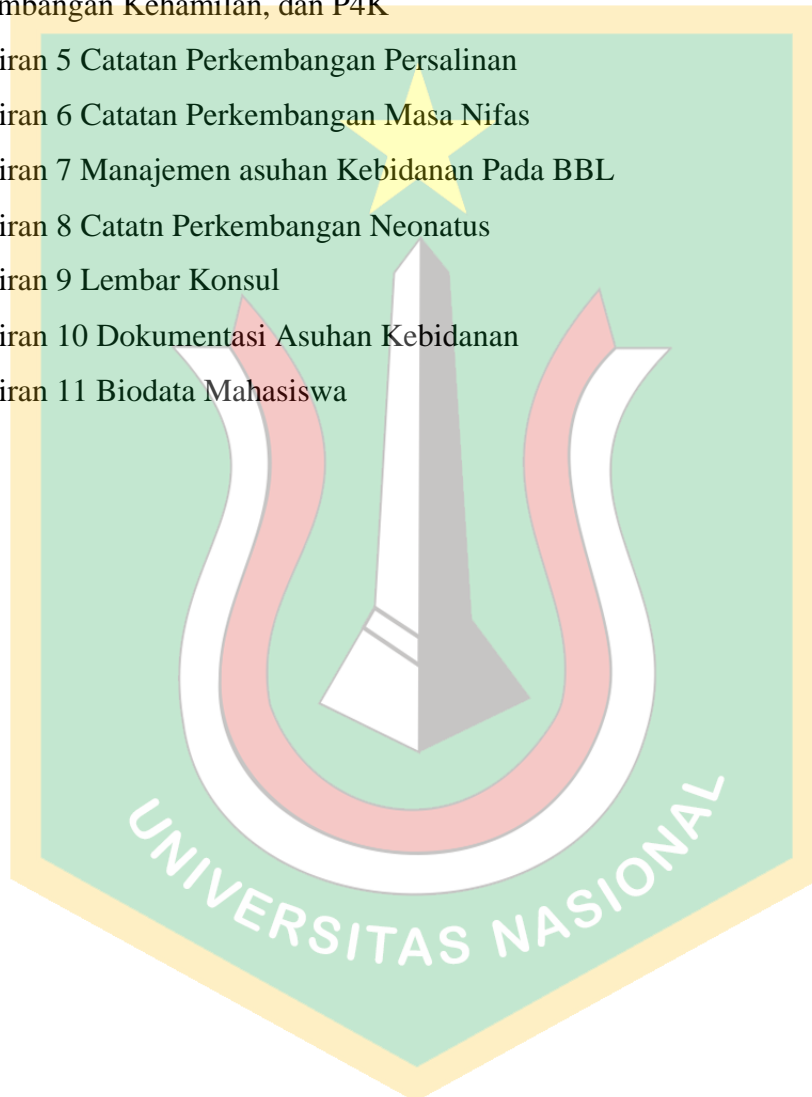 mbangan Kehamilan, dan P4K
iran 5 Catatan Perkembangan Persalinan
iran 6 Catatan Perkembangan Masa Nifas
iran 7 Manajemen asuhan Kebidanan Pada BBL
iran 8 Catatn Perkembangan Neonatus
iran 9 Lembar Konsul
iran 10 Dokumentasi Asuhan Kebidanan
iran 11 Biodata Mahasiswa
UNIVERSITAS NASIONAL